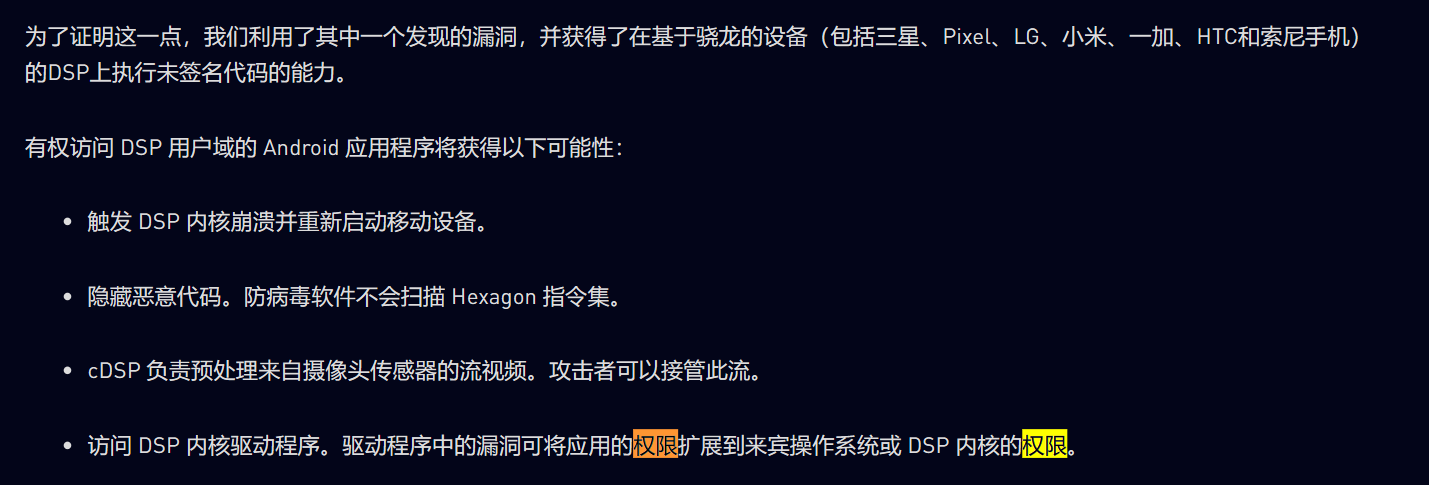 为了证明这一点，我们利用了其中一个发现的漏洞，并获得了在基于骁龙的设备（包括三星、Pixel、LG、小米、一加、HTC和索尼手机）
的DSP上执行未签名代码的能力。
有权访问 DSP 用户域的 Android 应用程序将获得以下可能性：
• 触发 DSP 内核崩溃并重新启动移动设备。
• 隐藏恶意代码。防病毒软件不会扫描 Hexagon 指令集。
• cDSP 负责预处理来自摄像头传感器的流视频。攻击者可以接管此流。
• 访问 DSP 内核驱动程序。驱动程序中的漏洞可将应用的权限扩展到来宾操作系统或 DSP 内核的权限。